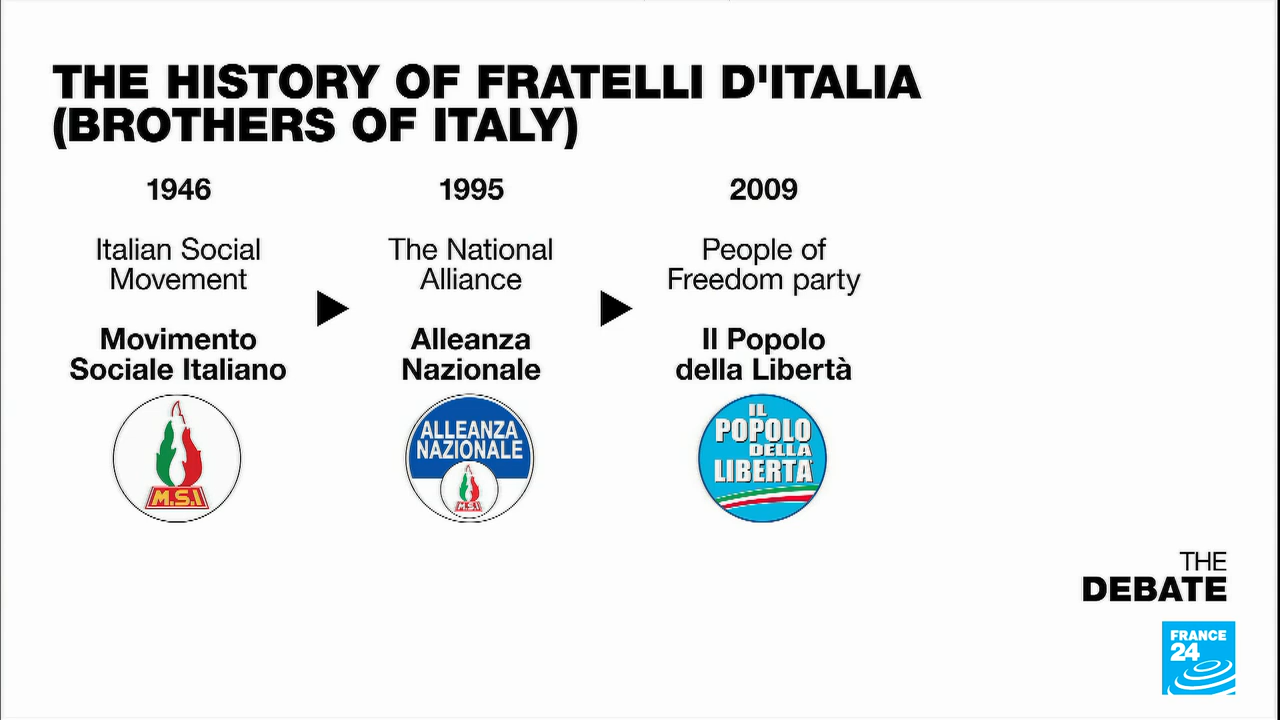 THE HISTORY OF FRATELLI D'ITALIA
(BROTHERS OF ITALY)
1946
Italian Social
Movement
Movimento
Sociale Italiano
M.S.I
1995
The National
Alliance
Alleanza
Nazionale
ALLEANZA
NAZIONALE
M.S.I
2009
People of
Freedom party
Il Popolo
della Libertà
IL
POPOLO
DELLA
LIBERTÀ
THE
DEBATE
FRANCE
24